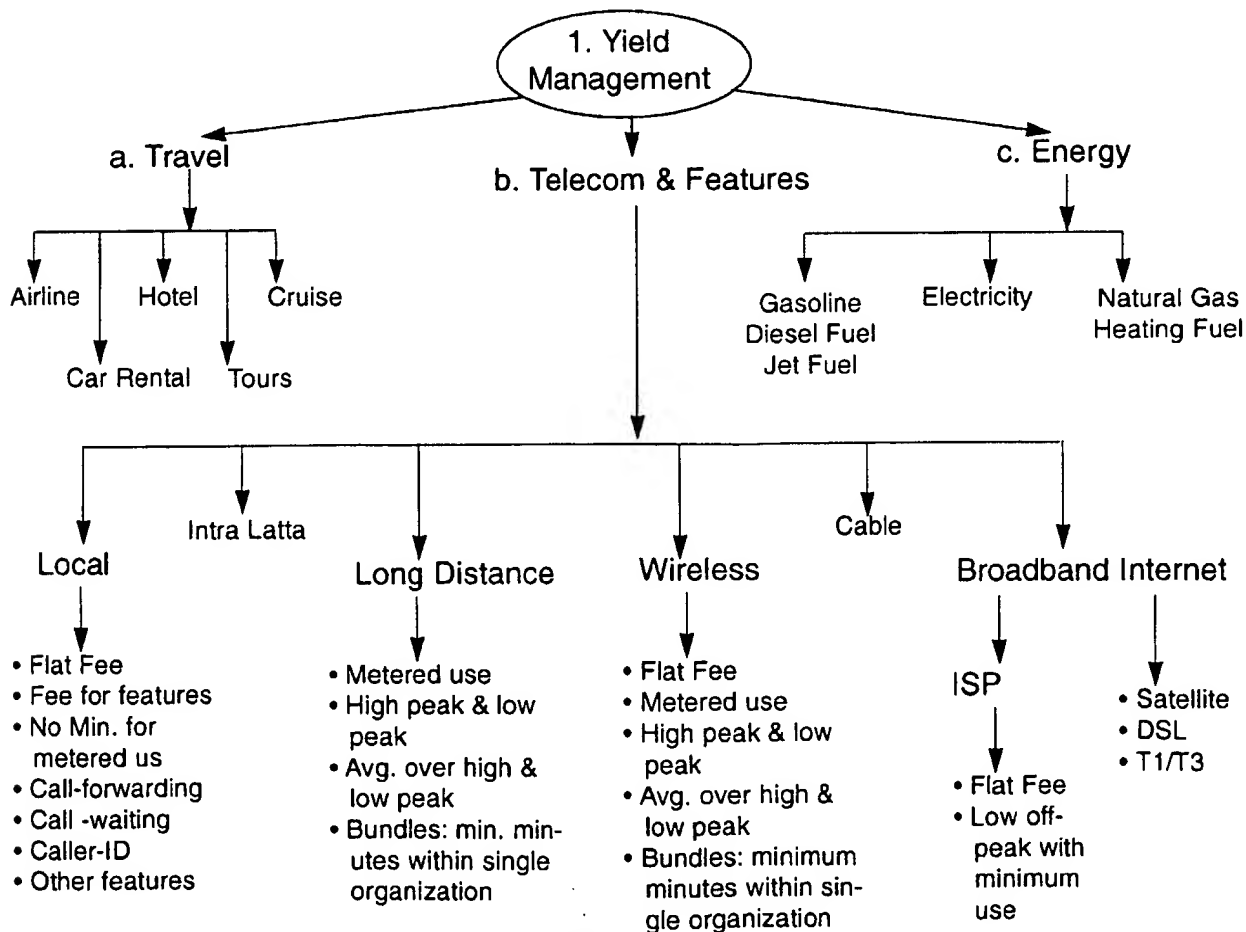 1. Yield
Management
a. Travel
b. Telecom & Features
c. Energy
Airline
Hotel
Cruise
Car Rental
Tours
Gasoline
Diesel Fuel
Jet Fuel
Electricity
Natural Gas
Heating Fuel
Local
Intra Latta
Long Distance
Wireless
Cable
Broadband Internet
• Flat Fee
• Fee for features
• No Min. for
metered us
• Call-forwarding
• Call -waiting
• Caller-ID
• Other features
• Metered use
• High peak & low
peak
• Avg. over high &
low peak
• Bundles: min. min-
utes within single
organization
• Flat Fee
• Metered use
• High peak & low
peak
• Avg. over high &
low peak
• Bundles: minimum
minutes within sin-
gle organization
ISP
• Flat Fee
• Low off-
peak with
minimum
use
• Satellite
• DSL
• T1/T3